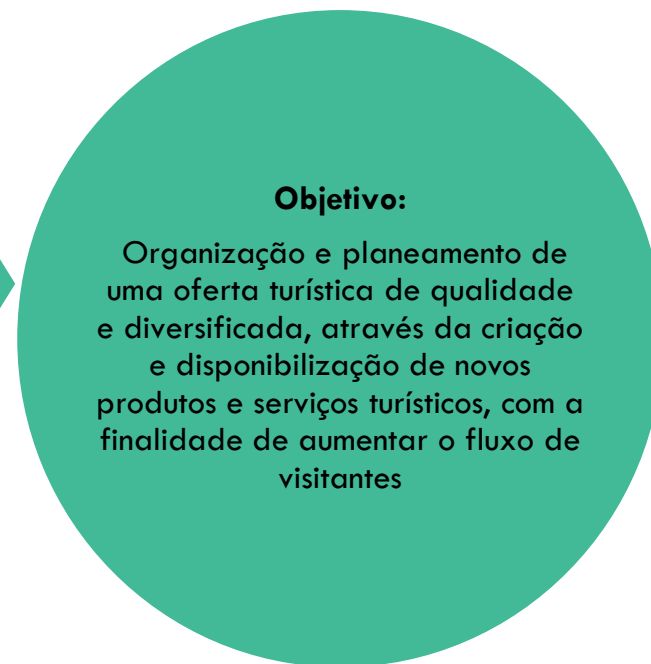 Objetivo:
Organização e planeamento de
uma oferta turística de qualidade
e diversificada, através da criação
e disponibilização de novos
produtos e serviços turísticos, com a
finalidade de aumentar o fluxo de
visitantes